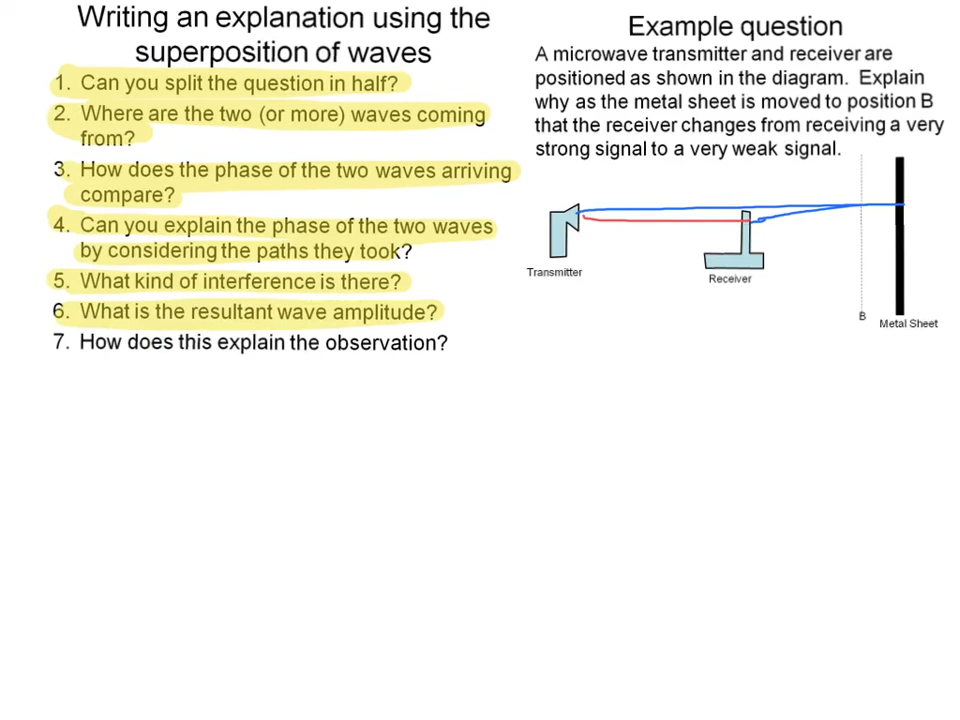 Writing an explanation using the
superposition of waves
1. Can you split the question in half?
2. Where are the two (or more) waves coming
from?
3. How does the phase of the two waves arriving
compare?
4. Can you explain the phase of the two waves
by considering the paths they took?
5. What kind of interference is there?
6. What is the resultant wave amplitude?
7. How does this explain the observation?
Example question
A microwave transmitter and receiver are
positioned as shown in the diagram. Explain
why as the metal sheet is moved to position B
that the receiver changes from receiving a very
strong signal to a very weak signal.
Transmitter
Receiver
B
Metal Sheet